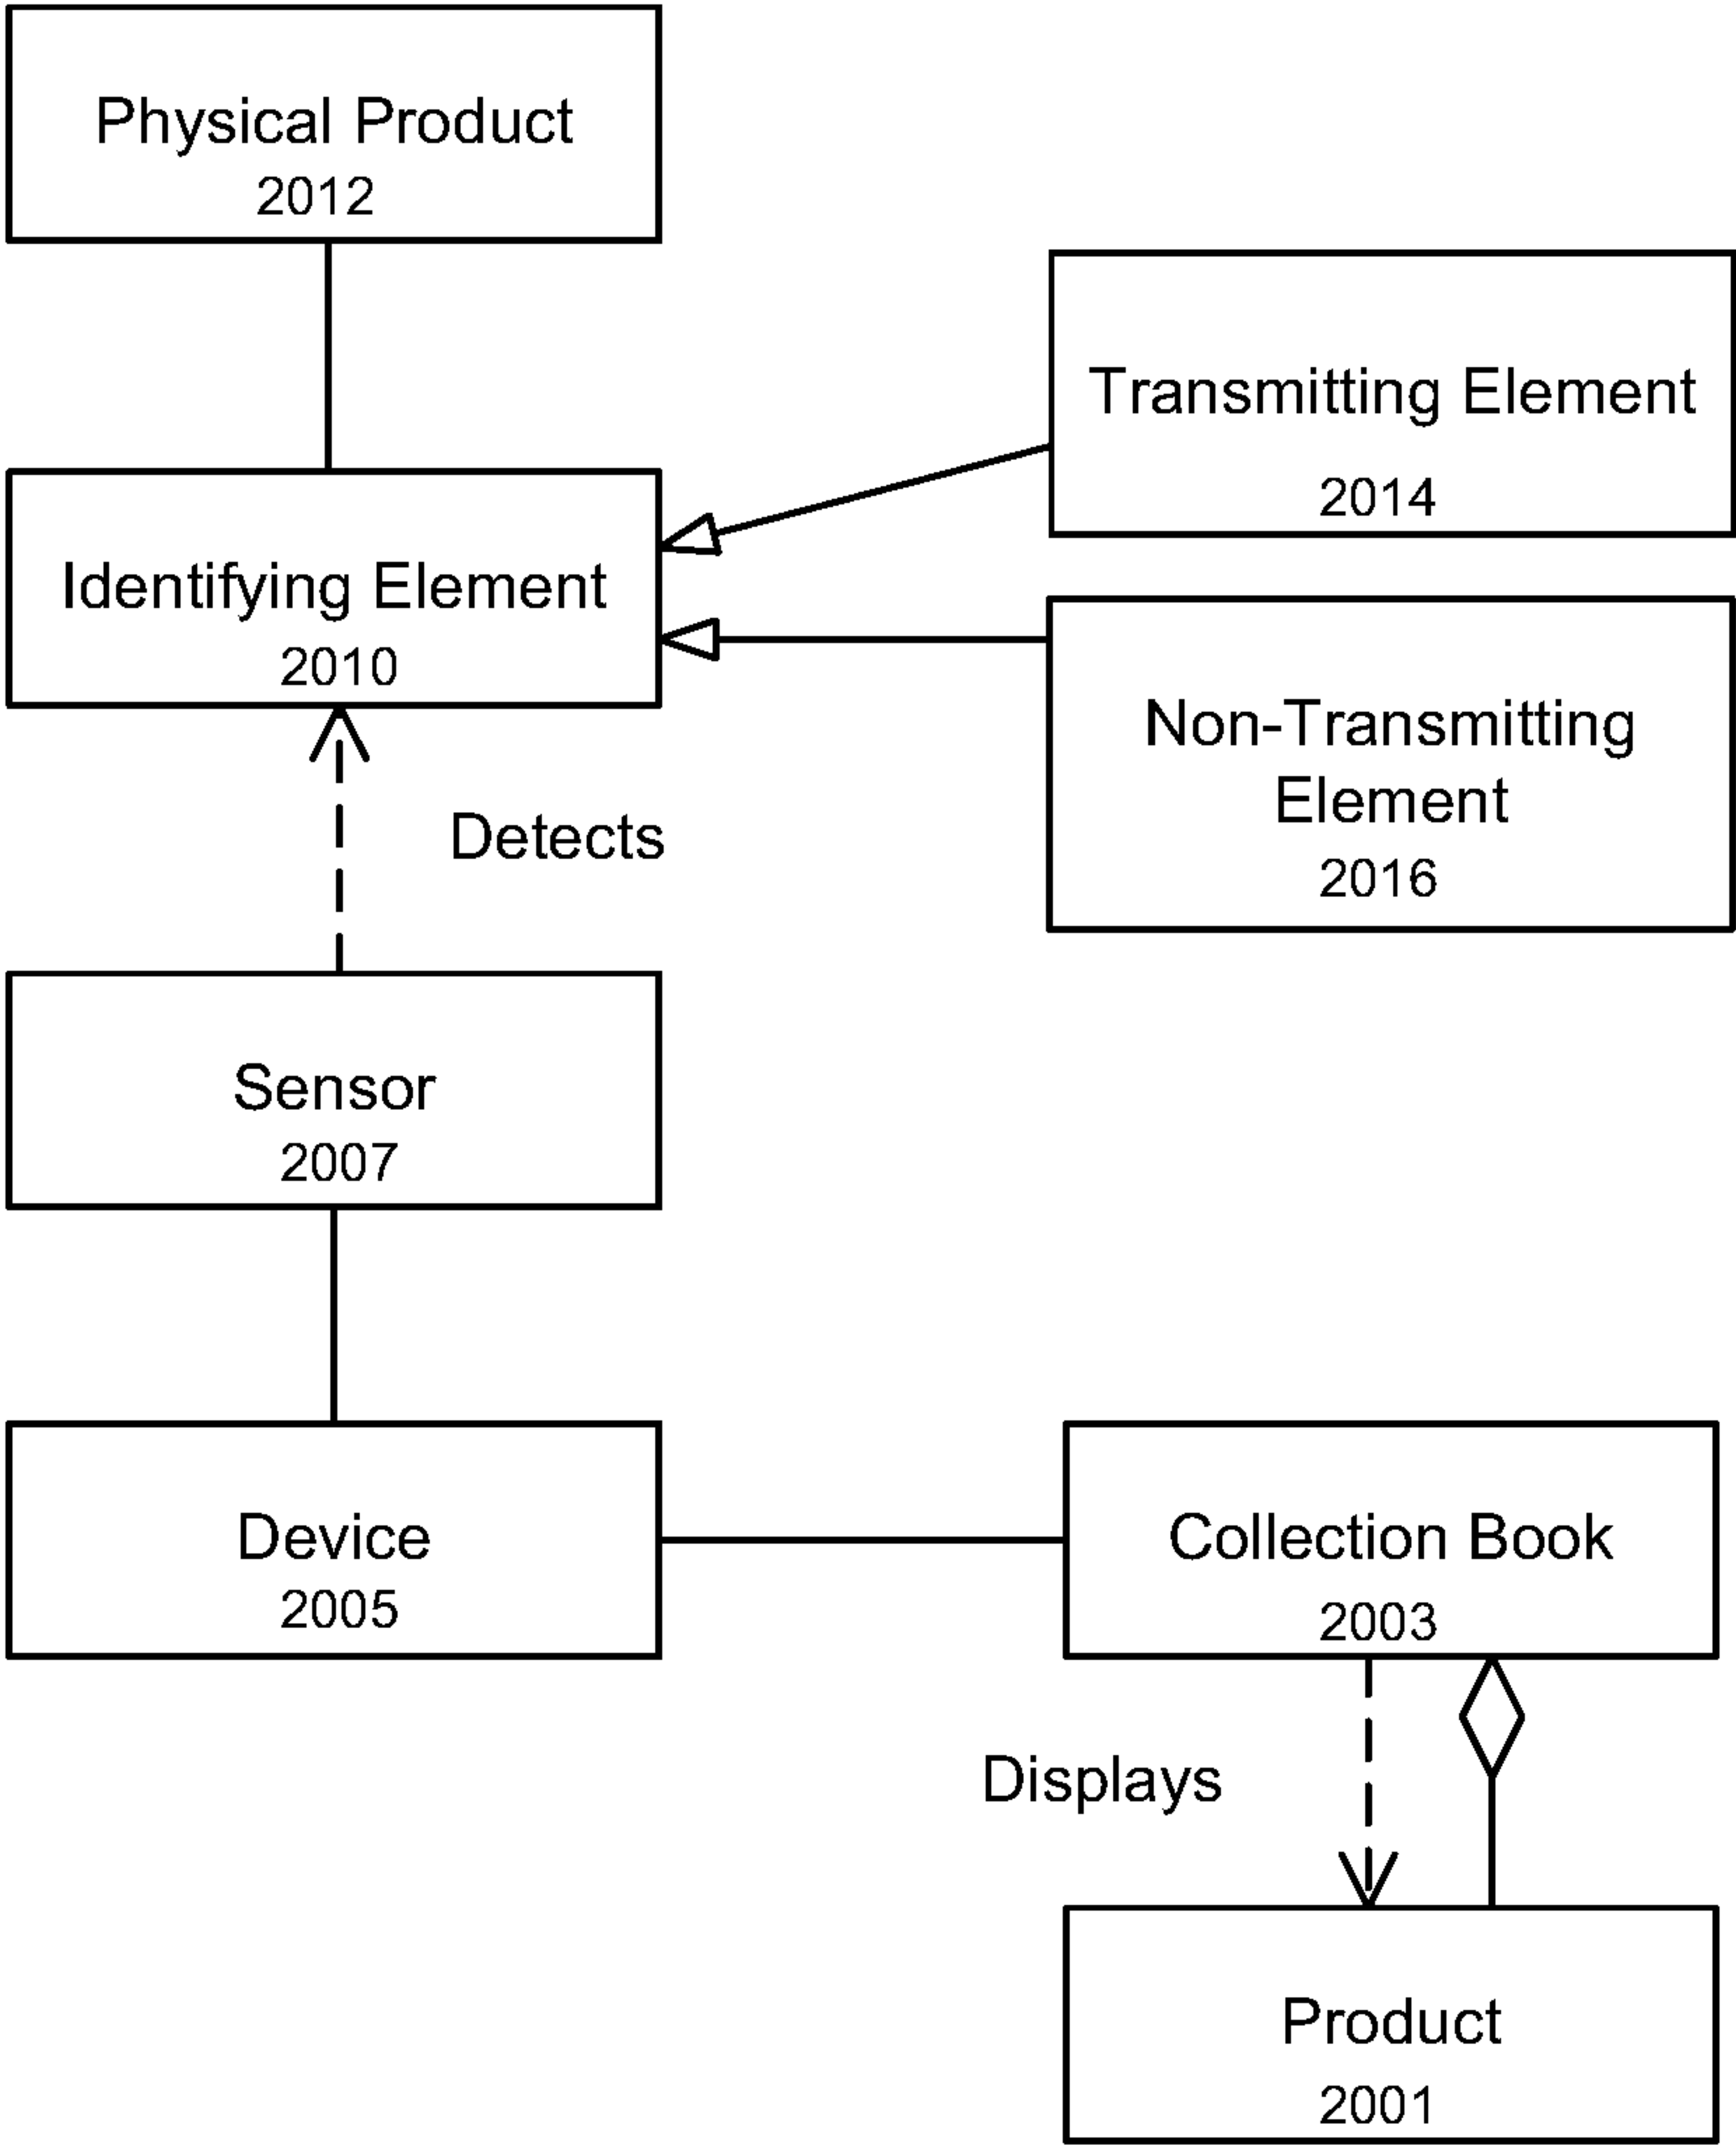 Physical Product
2012
Transmitting Element
2014
Identifying Element
2010
Non-Transmitting
Element
2016
Detects
Sensor
2007
Device
2005
Collection Book
2003
Displays
Product
2001